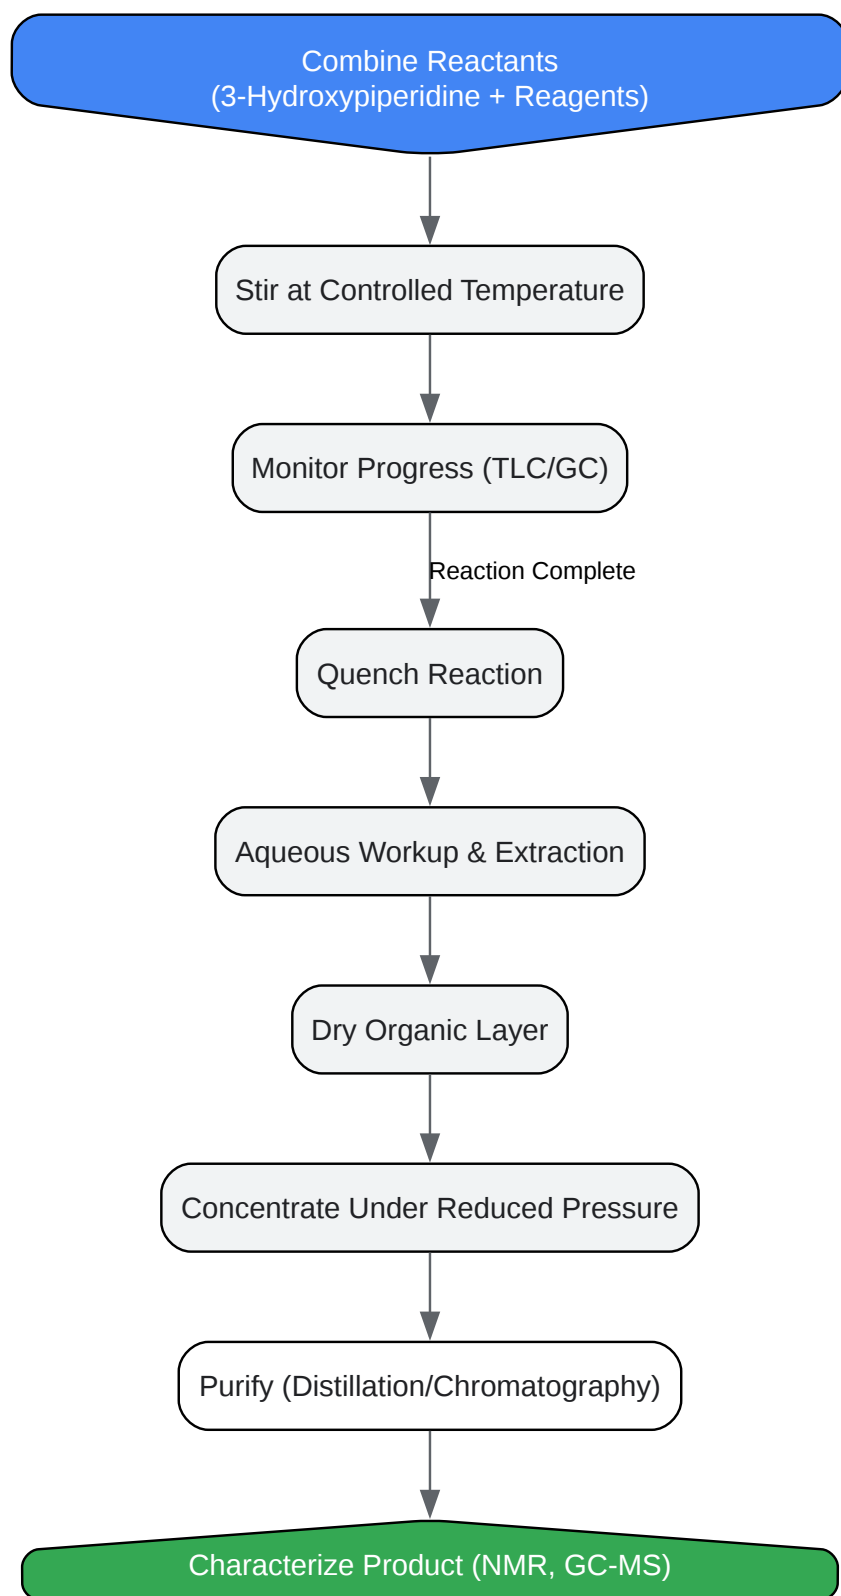 Combine Reactants
(3-Hydroxypiperidine + Reagents)
Stir at Controlled Temperature
Monitor Progress (TLC/GC)
Reaction Complete
Quench Reaction
Aqueous Workup & Extraction
Dry Organic Layer
Concentrate Under Reduced Pressure
Purify (Distillation/Chromatography)
Characterize Product (NMR, GC-MS)